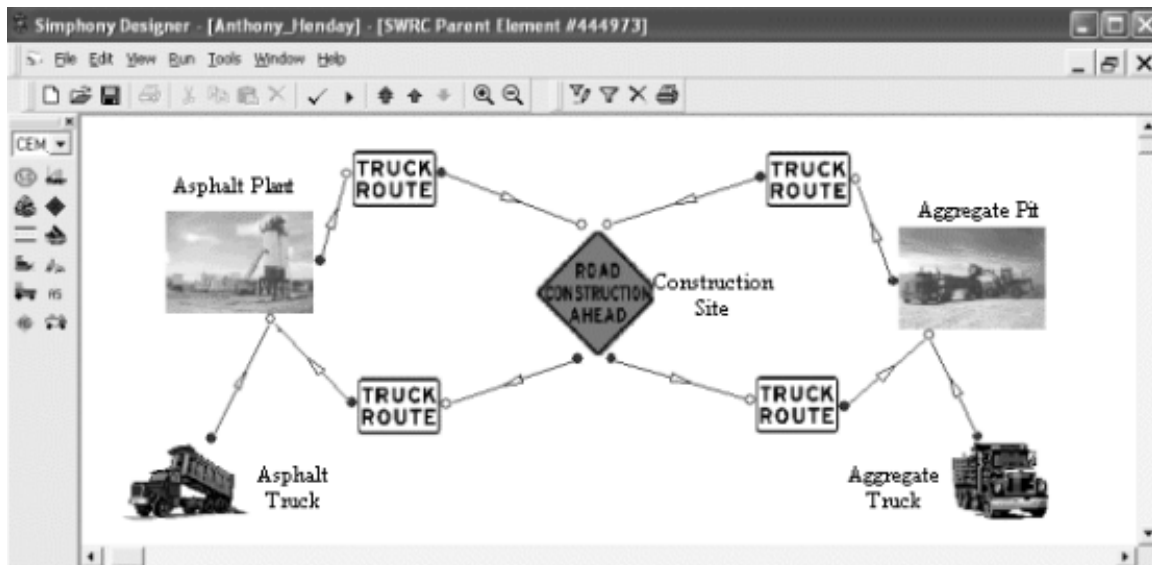 Simphony Designer - [Anthony_Henday] - [SWRC Parent Element #444973]
File Edit View Run Tools Window Help
CEM
TRUCK
ROUTE
TRUCK
ROUTE
Asphalt Plant
Aggregate Pit
ROAD
CONSTRUCTION
AHEAD
Construction
Site
TRUCK
ROUTE
TRUCK
ROUTE
Asphalt
Truck
Aggregate
Truck